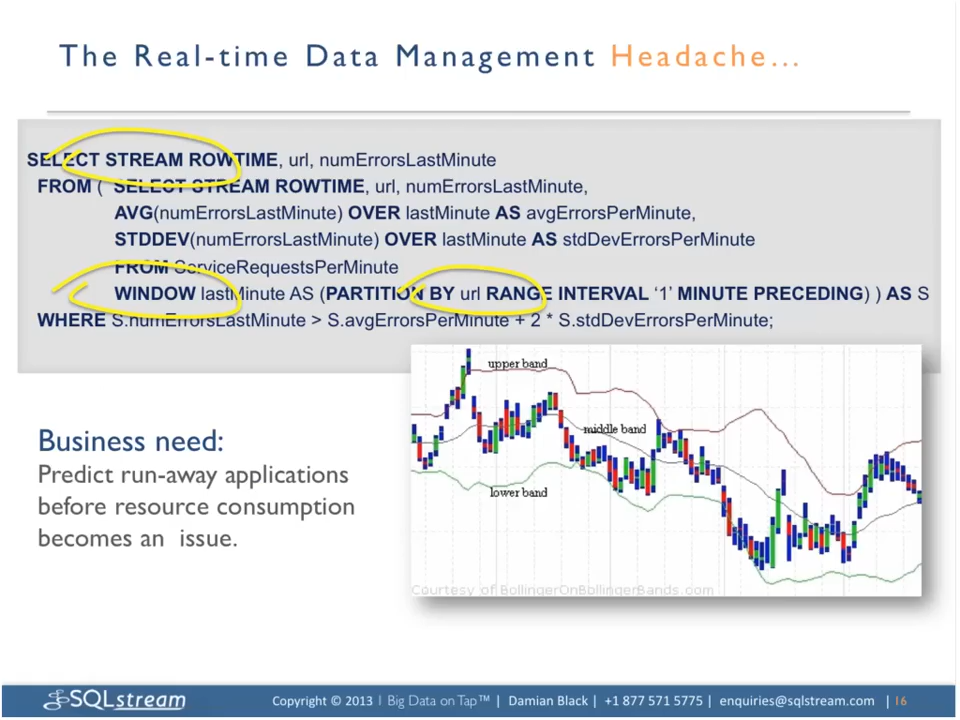 The Real-time Data Management Headache...
SELECT STREAM ROWTIME, url, numErrorsLastMinute
FROM ( SELECT STREAM ROWTIME, url, numErrorsLastMinute,
AVG(numErrorsLastMinute) OVER lastMinute AS avgErrorsPerMinute,
STDDEV(numErrorsLastMinute) OVER lastMinute AS stdDevErrorsPerMinute
FROM ServiceRequestsPerMinute
WINDOW lastMinute AS (PARTITION BY url RANGE INTERVAL ‘1’ MINUTE PRECEDING) ) AS S
WHERE S.numErrorsLastMinute > S.avgErrorsPerMinute + 2 * S.stdDevErrorsPerMinute;
upper band
middle band
lower band
Courtesy of BollingerOnBollingerBands.com
Business need:
Predict run-away applications
before resource consumption
becomes an issue.
SQLstream
Copyright © 2013 | Big Data on Tap™ | Damian Black | +1 877 571 5775 | enquiries@sqlstream.com | 16